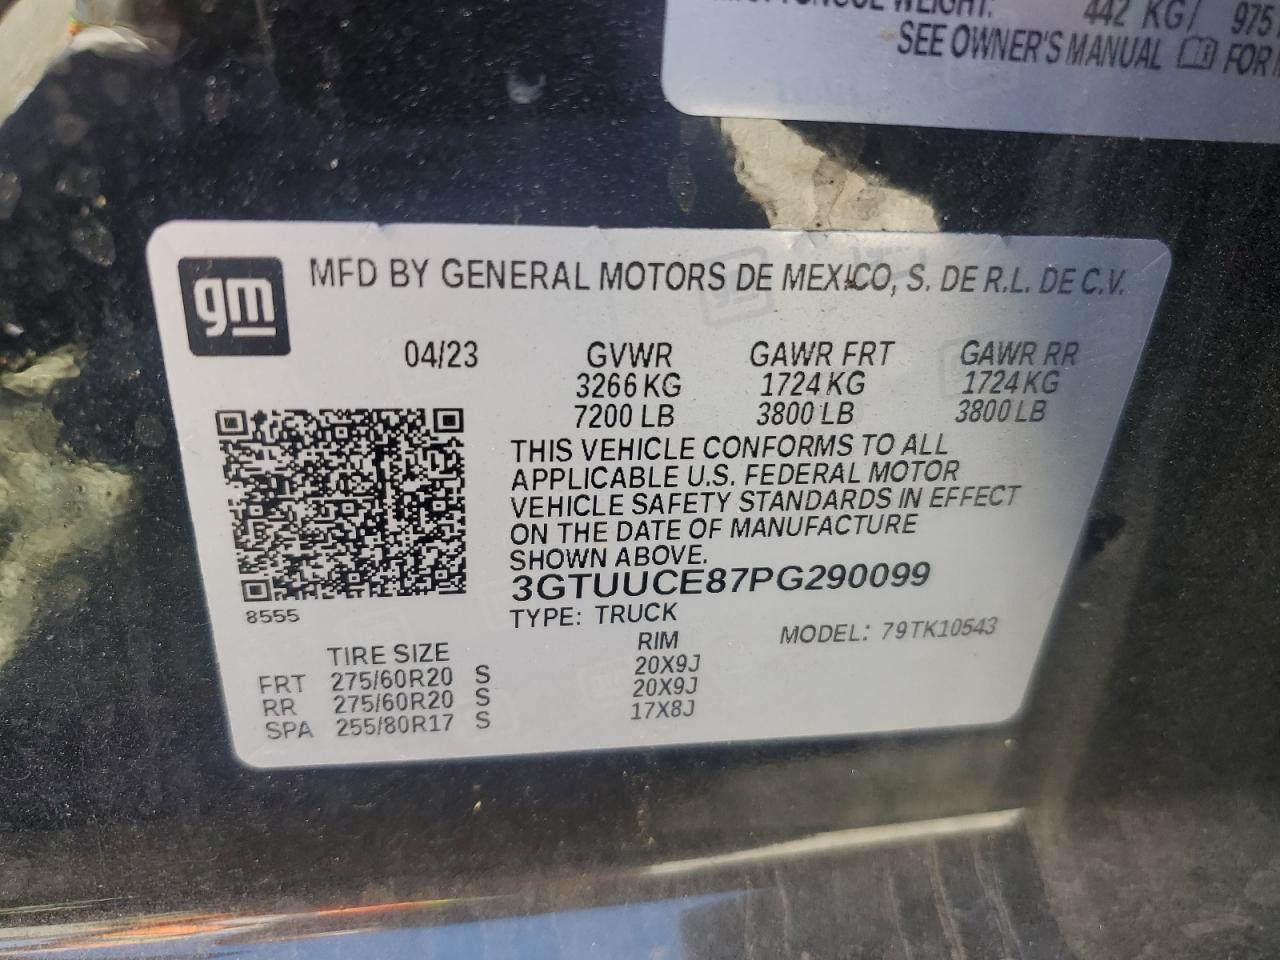 TONGUE WEIGHT: 442 KG/ 975
SEE OWNER'S MANUAL FOR
gm
MFD BY GENERAL MOTORS DE MEXICO, S. DE R.L. DE C.V.
04/23 GVWR GAWR FRT GAWR RR
3266 KG 1724 KG 1724 KG
7200 LB 3800 LB 3800 LB
THIS VEHICLE CONFORMS TO ALL
APPLICABLE U.S. FEDERAL MOTOR
VEHICLE SAFETY STANDARDS IN EFFECT
ON THE DATE OF MANUFACTURE
SHOWN ABOVE.
3GTUUCE87PG290099
8555
TYPE: TRUCK
MODEL: 79TK10543
TIRE SIZE RIM
FRT 275/60R20 S 20X9J
RR 275/60R20 S 20X9J
SPA 255/80R17 S 17X8J